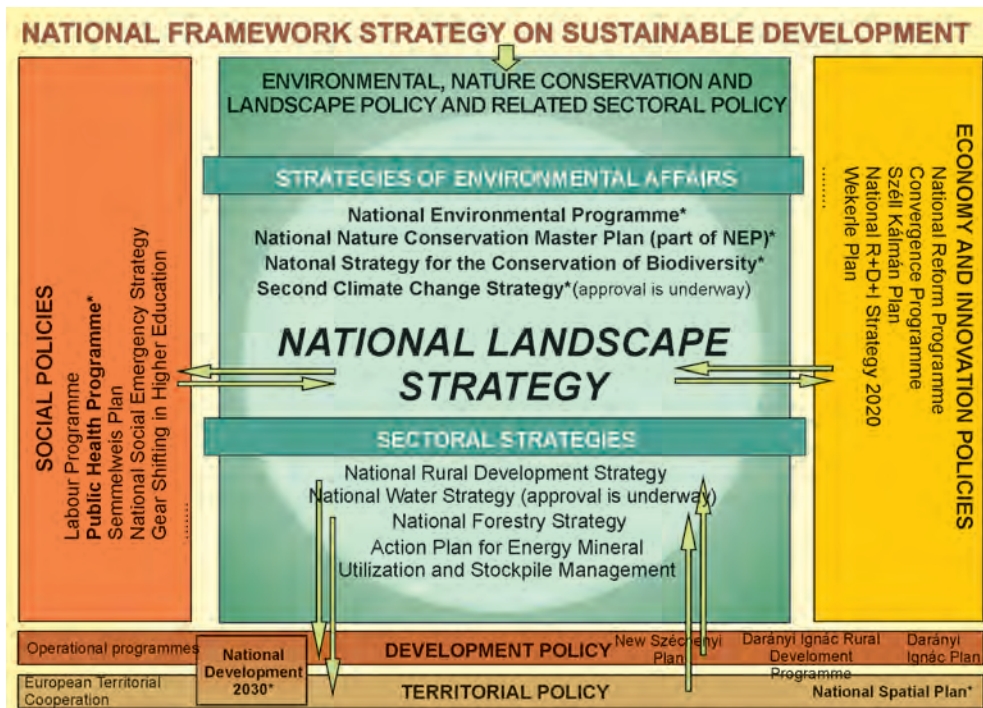 NATIONAL FRAMEWORK STRATEGY ON SUSTAINABLE DEVELOPMENT
SOCIAL POLICIES
Labour Programme
Public Health Programme*
Semmelweis Plan
National Social Emergency Strategy
Gear Shifting in Higher Education
........
ENVIRONMENTAL, NATURE CONSERVATION AND
LANDSCAPE POLICY AND RELATED SECTORAL POLICY
STRATEGIES OF ENVIRONMENTAL AFFAIRS
National Environmental Programme*
National Nature Conservation Master Plan (part of NEP)*
Natonal Strategy for the Conservation of Biodiversity*
Second Climate Change Strategy*(approval is underway)
NATIONAL LANDSCAPE
STRATEGY
SECTORAL STRATEGIES
National Rural Development Strategy
National Water Strategy (approval is underway)
National Forestry Strategy
Action Plan for Energy Mineral
Utilization and Stockpile Management
ECONOMY AND INNOVATION POLICIES
National Reform Programme
Convergence Programme
Széll Kálmán Plan
National R+D+I Strategy 2020
Wekerle Plan
........
Operational programmes
National
Development
2030*
DEVELOPMENT POLICY
New Széchenyi
Plan
Darányi Ignác Rural
Develoment
Programme
Darányi
Ignác Plan
European Territorial
Cooperation
TERRITORIAL POLICY
National Spatial Plan*